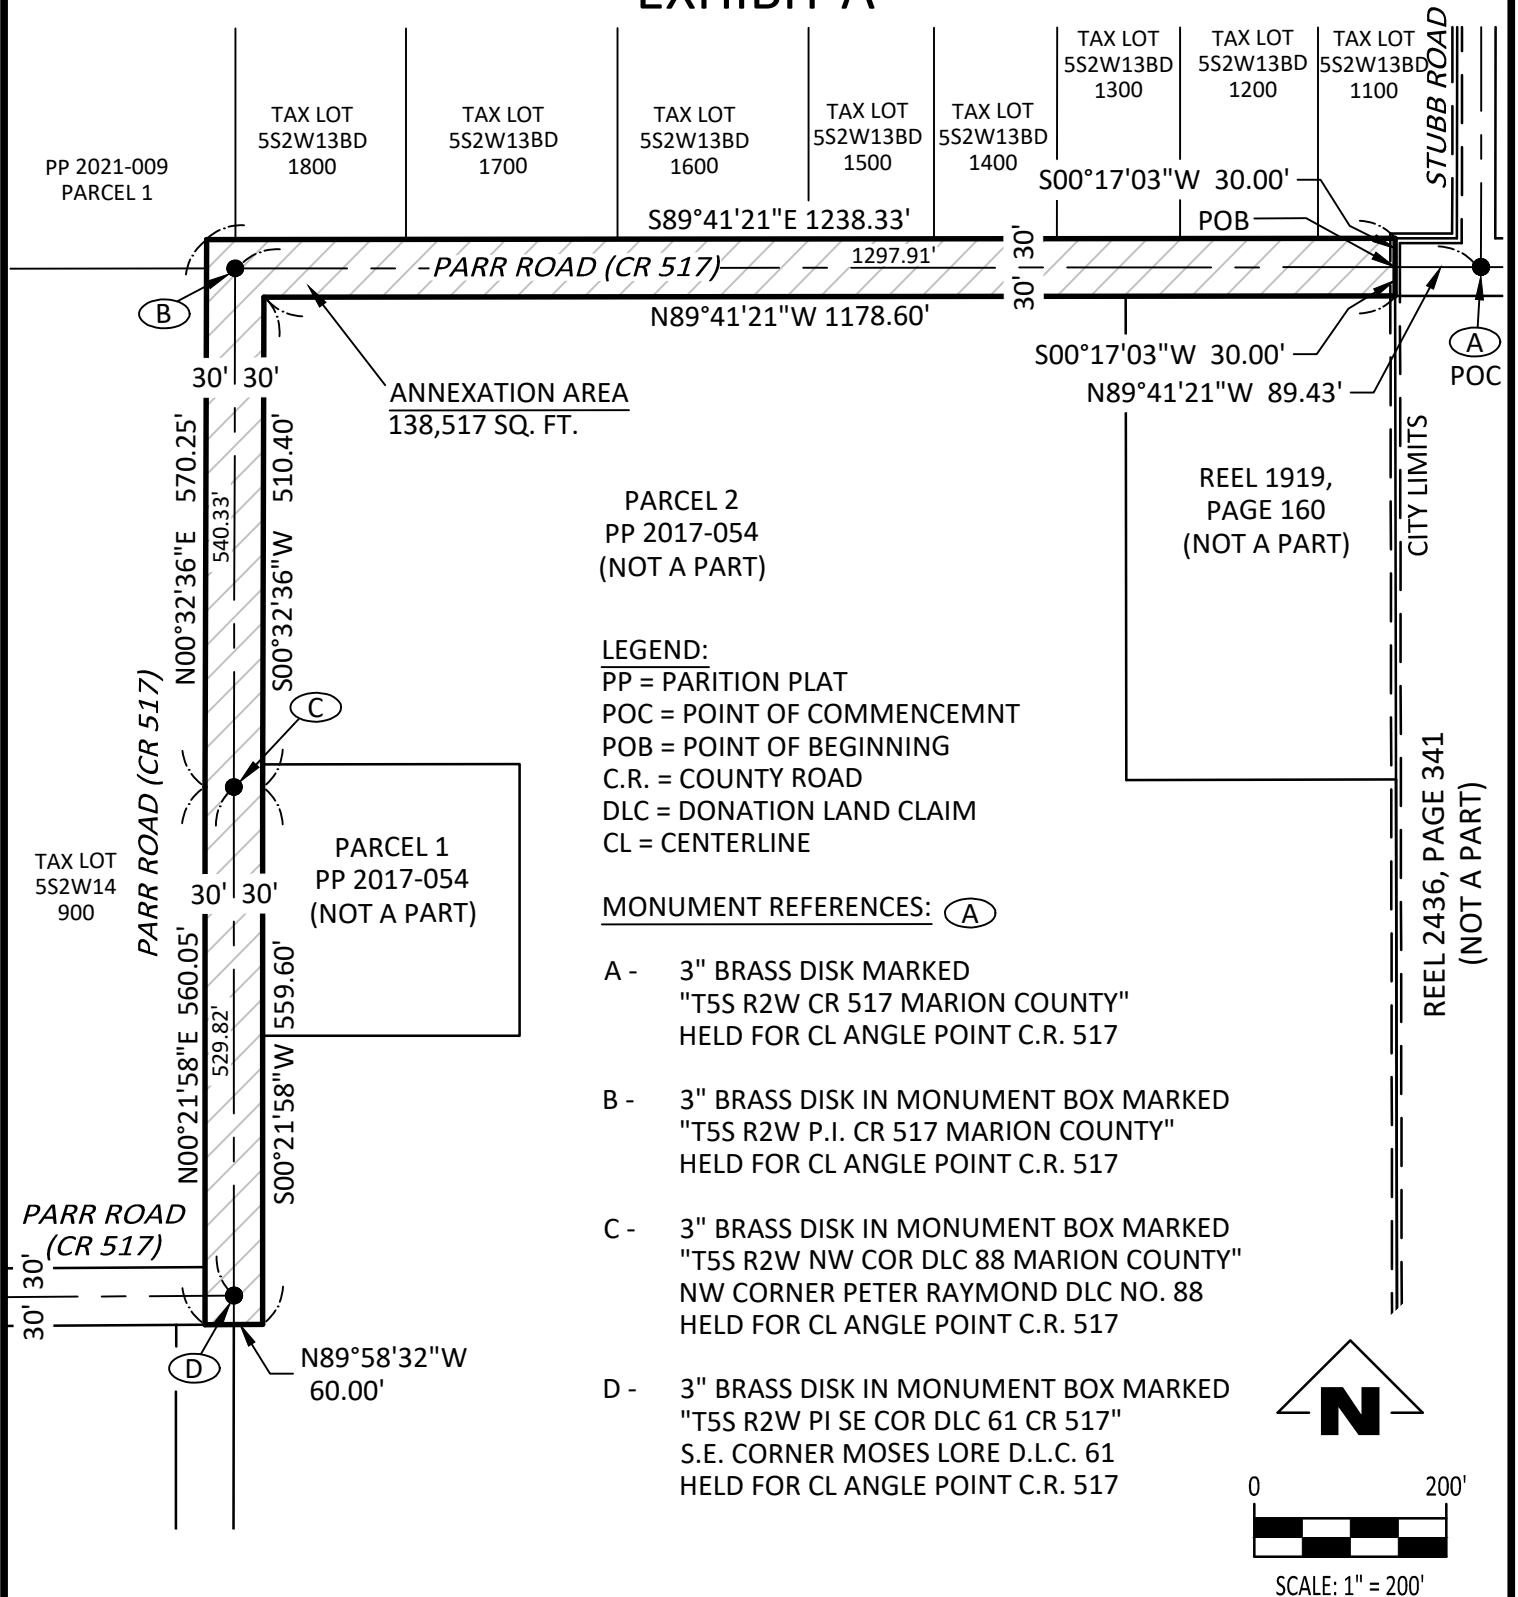 EXHIBIT A
STUBB ROAD
TAX LOT
5S2W13BD
1300
TAX LOT
5S2W13BD
1200
TAX LOT
5S2W13BD
1100
TAX LOT
5S2W13BD
1800
TAX LOT
5S2W13BD
1700
TAX LOT
5S2W13BD
1600
TAX LOT
5S2W13BD
1500
TAX LOT
5S2W13BD
1400
PP 2021-009
PARCEL 1
S00°17'03"W 30.00'
S89°41'21"E 1238.33'
POB
30'
30'
PARR ROAD (CR 517)
1297.91'
B
N89°41'21"W 1178.60'
S00°17'03"W 30.00'
N89°41'21"W 89.43'
A
POC
30' 30'
ANNEXATION AREA
138,517 SQ. FT.
N00°32'36"E 570.25'
540.33'
S00°32'36"W 510.40'
PARCEL 2
PP 2017-054
(NOT A PART)
REEL 1919,
PAGE 160
(NOT A PART)
CITY LIMITS
LEGEND:
PP = PARITION PLAT
POC = POINT OF COMMENCEMNT
POB = POINT OF BEGINNING
C.R. = COUNTY ROAD
DLC = DONATION LAND CLAIM
CL = CENTERLINE
C
PARR ROAD (CR 517)
TAX LOT
5S2W14
900
30' 30'
PARCEL 1
PP 2017-054
(NOT A PART)
REEL 2436, PAGE 341
(NOT A PART)
N00°21'58"E 560.05'
529.82'
S00°21'58"W 559.60'
MONUMENT REFERENCES: A
A - 3" BRASS DISK MARKED
"T5S R2W CR 517 MARION COUNTY"
HELD FOR CL ANGLE POINT C.R. 517
B - 3" BRASS DISK IN MONUMENT BOX MARKED
"T5S R2W P.I. CR 517 MARION COUNTY"
HELD FOR CL ANGLE POINT C.R. 517
C - 3" BRASS DISK IN MONUMENT BOX MARKED
"T5S R2W NW COR DLC 88 MARION COUNTY"
NW CORNER PETER RAYMOND DLC NO. 88
HELD FOR CL ANGLE POINT C.R. 517
D - 3" BRASS DISK IN MONUMENT BOX MARKED
"T5S R2W PI SE COR DLC 61 CR 517"
S.E. CORNER MOSES LORE D.L.C. 61
HELD FOR CL ANGLE POINT C.R. 517
PARR ROAD
(CR 517)
30'
30'
D
N89°58'32"W
60.00'
N
0 200'
SCALE: 1" = 200'